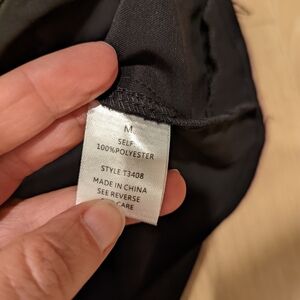 M
SELF:
100%POLYESTER
STYLE T3408
MADE IN CHINA
SEE REVERSE
CARE